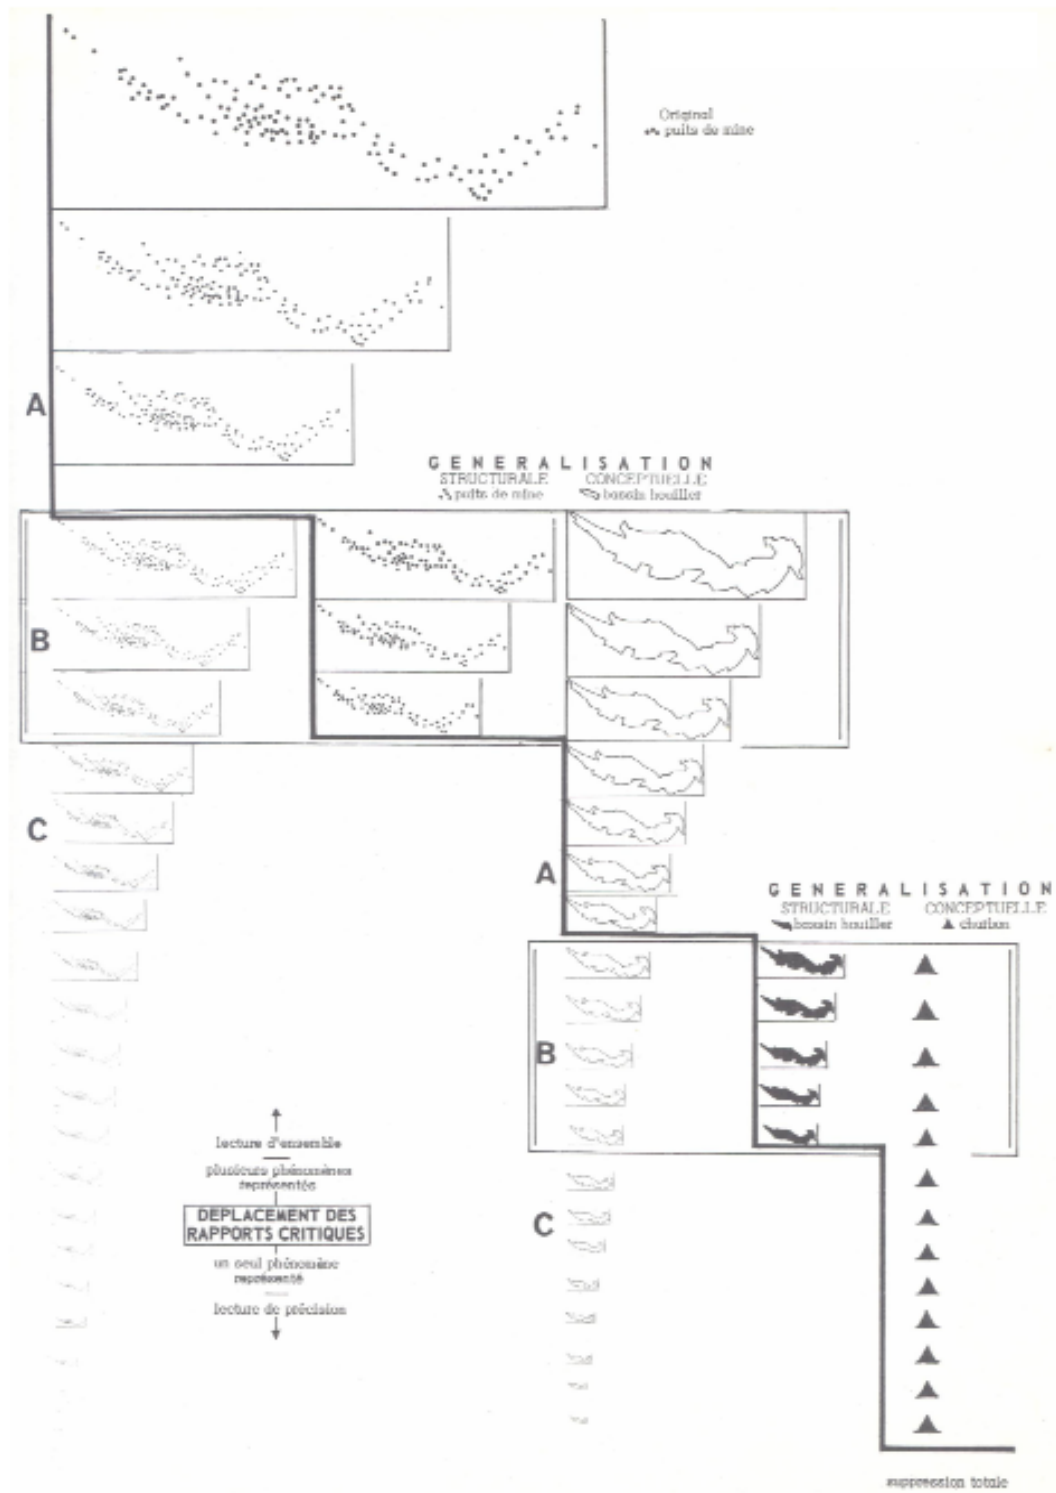 Original
puits de mine
A
GENERALISATION
STRUCTURALE CONCEPTUELLE
puits de mine bassin houiller
B
C
A
GENERALISATION
STRUCTURALE CONCEPTUELLE
bassin houiller charbon
B
lecture d'ensemble
plusieurs phénomènes
représentés
DEPLACEMENT DES
RAPPORTS CRITIQUES
un seul phénomène
représenté
lecture de précision
C
suppression totale